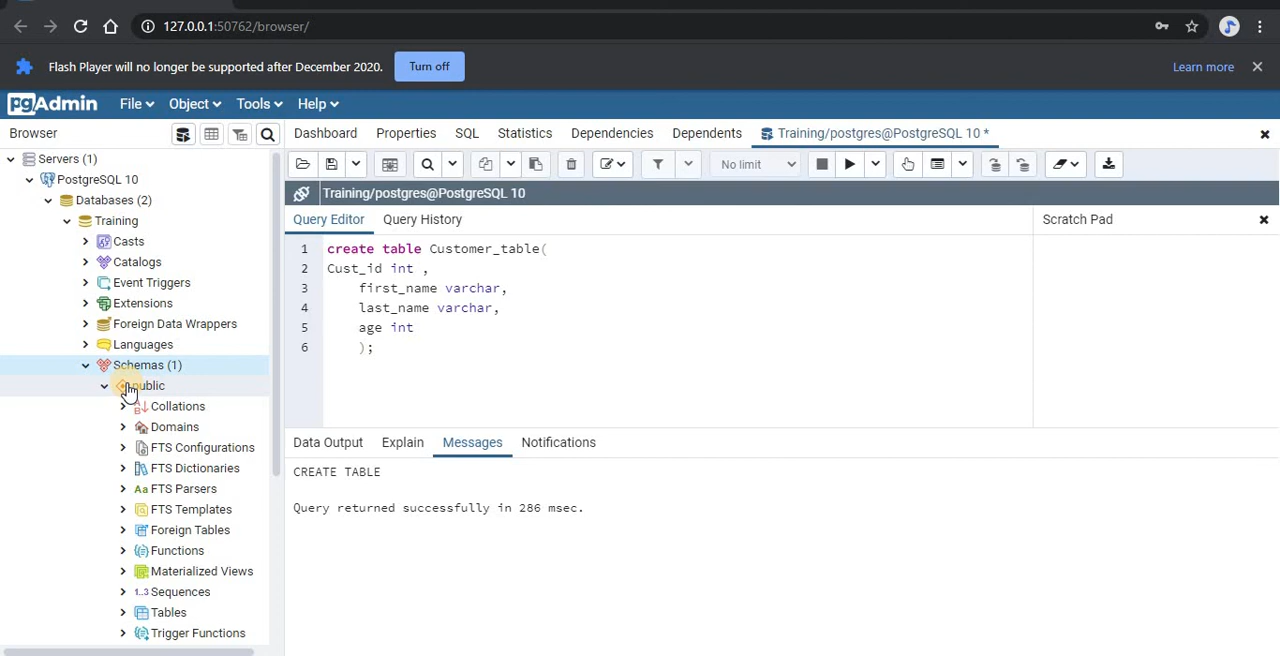 127.0.0.1:50762/browser/
Flash Player will no longer be supported after December 2020. Turn off Learn more
pgAdmin File Object Tools Help
Browser Dashboard Properties SQL Statistics Dependencies Dependents Training/postgres@PostgreSQL 10 *
Servers (1)
PostgreSQL 10
Databases (2)
Training
Casts
Catalogs
Event Triggers
Extensions
Foreign Data Wrappers
Languages
Schemas (1)
public
Collations
Domains
FTS Configurations
FTS Dictionaries
Aa FTS Parsers
FTS Templates
Foreign Tables
Functions
Materialized Views
1..3 Sequences
Tables
Trigger Functions
No limit
Training/postgres@PostgreSQL 10
Query Editor Query History Scratch Pad
1 create table Customer_table(
2 Cust_id int ,
3 first_name varchar,
4 last_name varchar,
5 age int
6 );
Data Output Explain Messages Notifications
CREATE TABLE
Query returned successfully in 286 msec.